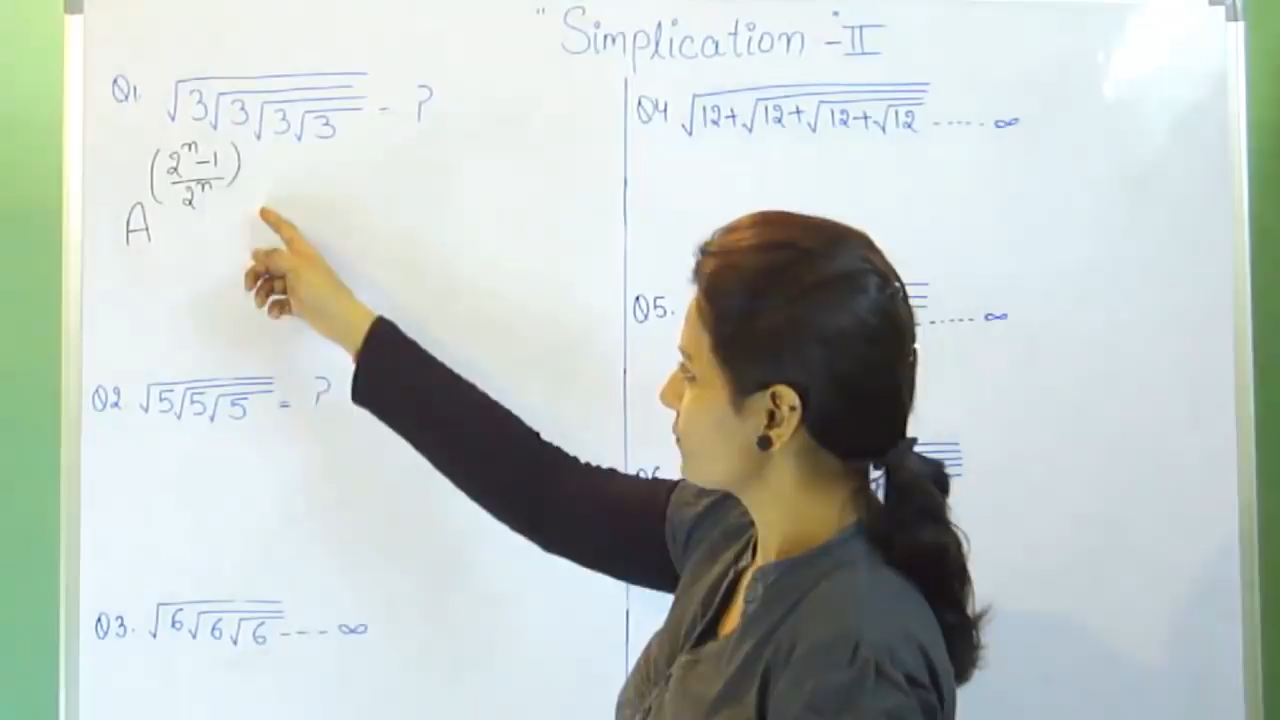 Simplication - II
Q1. √3√3√3√3 = ?
A^((2^n-1)/2^n)
Q2 √5√5√5 = ?
Q3. √6√6√6 ---- ∞
Q4 √12+√12+√12+√12 ----- ∞
Q5. ------ ∞